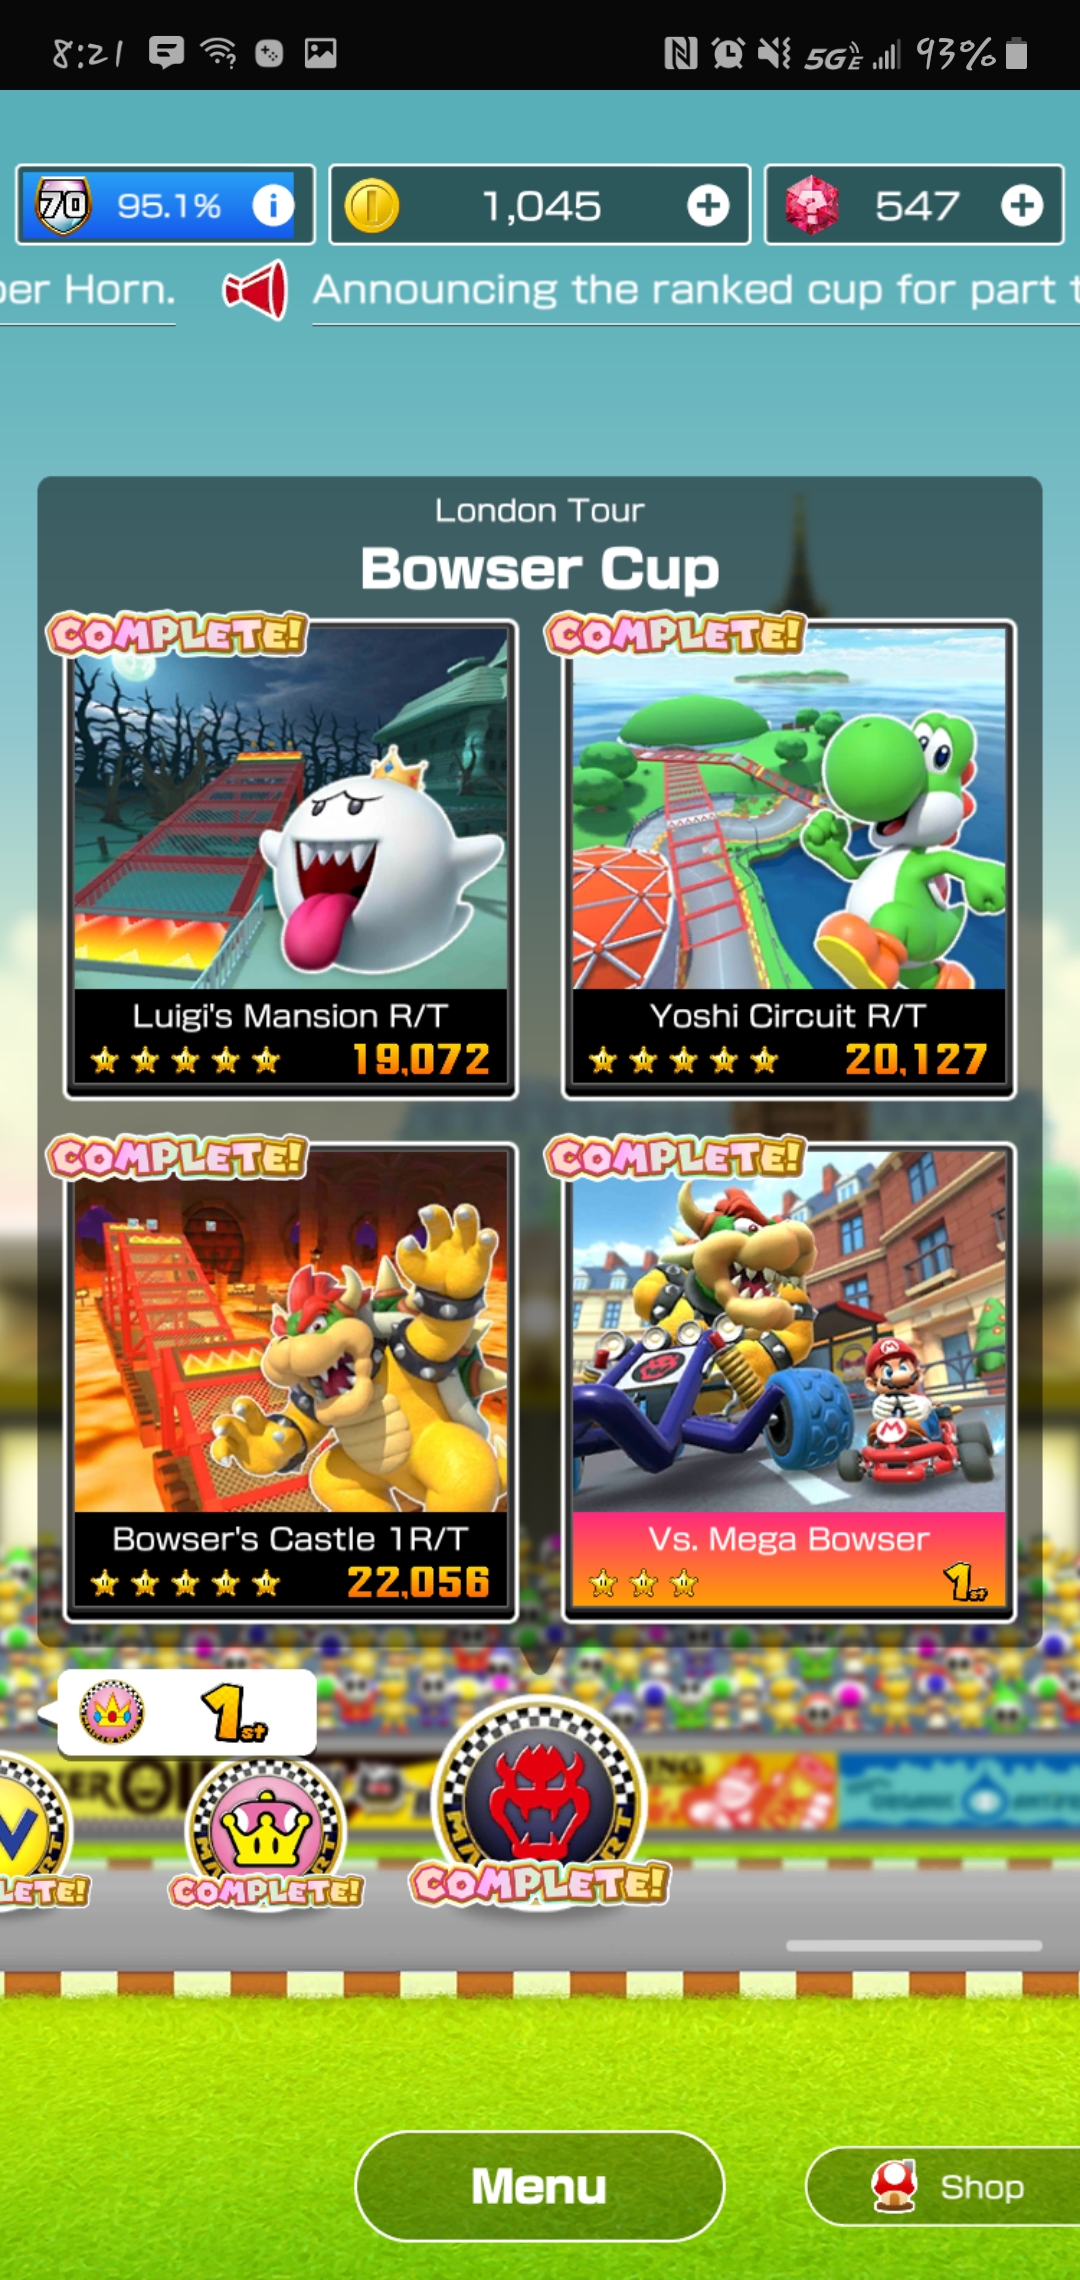 8:21
5GE 93%
70 95.1% i 1,045 547
per Horn. Announcing the ranked cup for part t
London Tour
Bowser Cup
COMPLETE! COMPLETE!
Luigi's Mansion R/T
19,072
Yoshi Circuit R/T
20,127
COMPLETE! COMPLETE!
Bowser's Castle 1R/T
22,056
Vs. Mega Bowser
1st
1st
LETE! COMPLETE! COMPLETE!
Menu
Shop